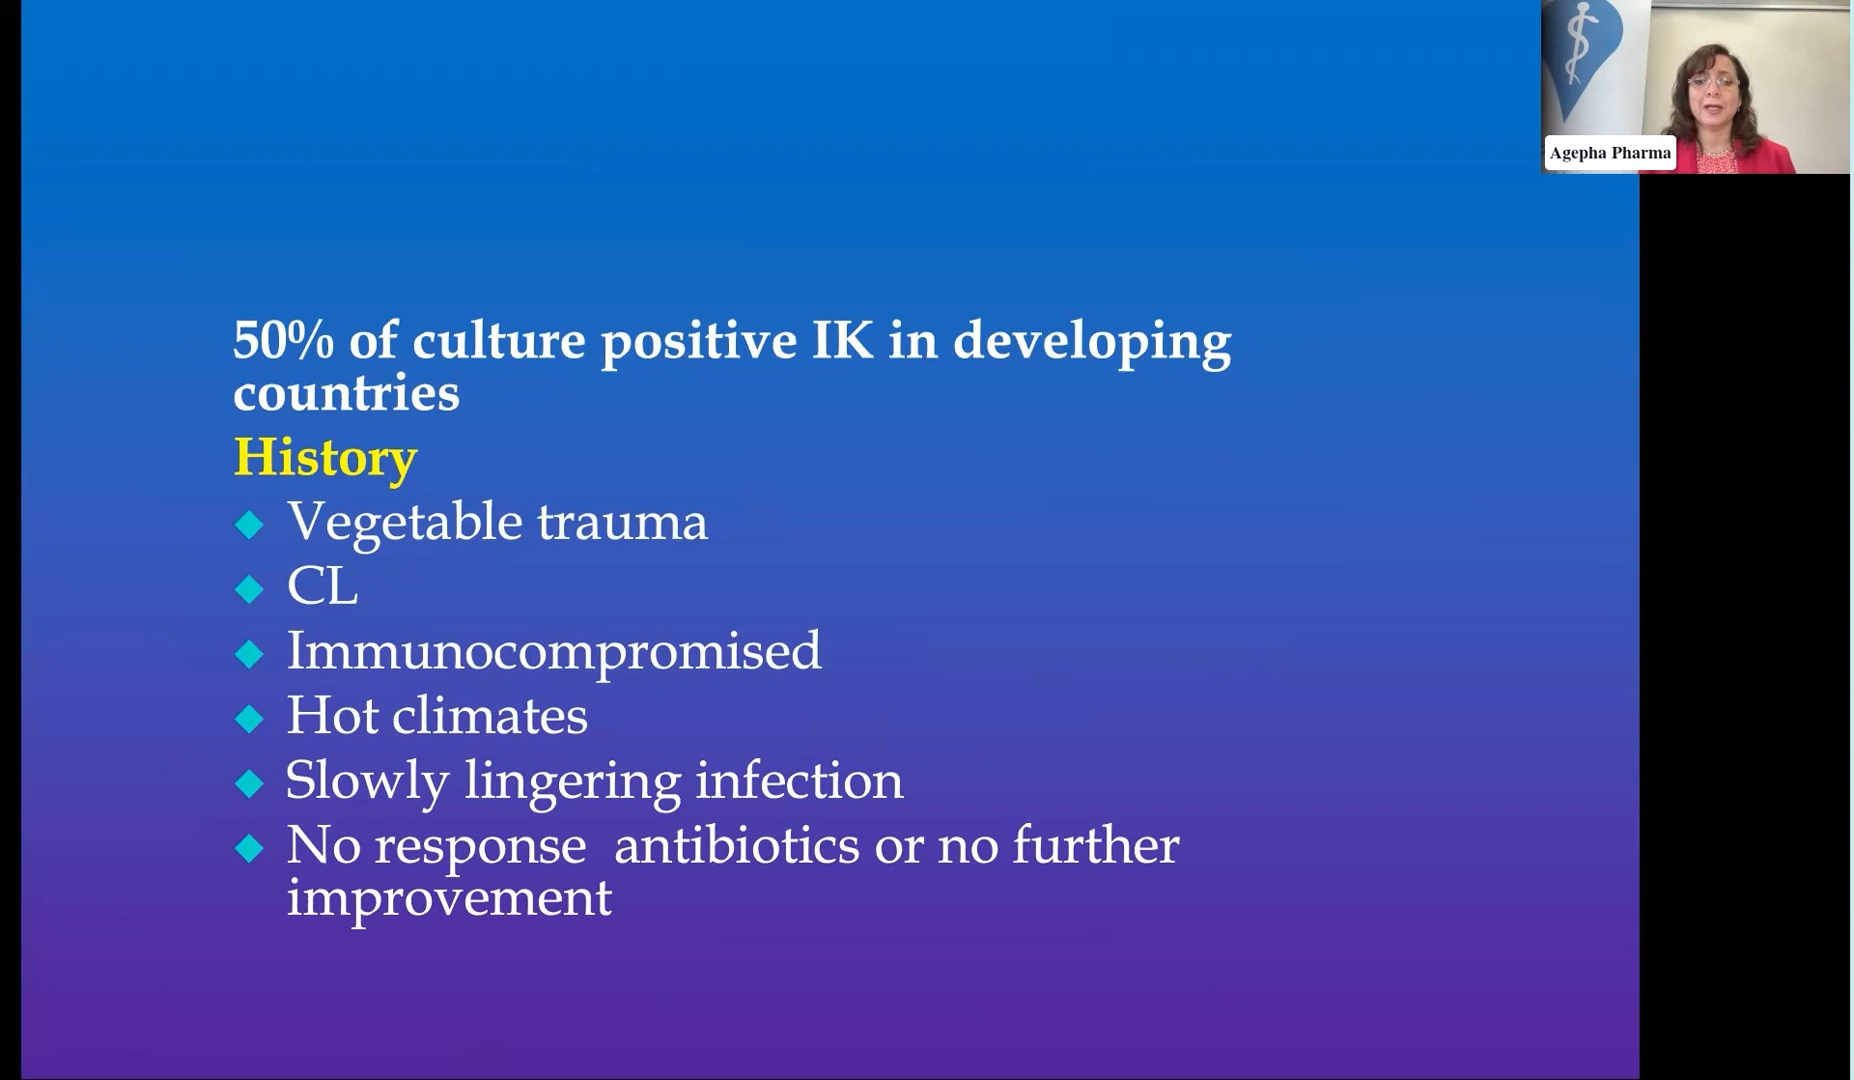 Agepha Pharma
50% of culture positive IK in developing
countries
History
Vegetable trauma
CL
Immunocompromised
Hot climates
Slowly lingering infection
No response  antibiotics or no further
improvement